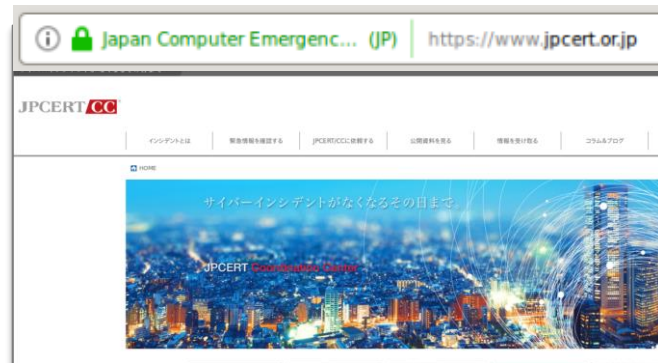 Japan Computer Emergenc... (JP) https://www.jpcert.or.jp
JPCERT CC
インシデントとは 緊急情報を確認する JPCERT/CCに依頼する 公開資料を見る 情報を受け取る コラム&ブログ
HOME
サイバーインシデントがなくなるその日まで
JPCERT Coordination Center